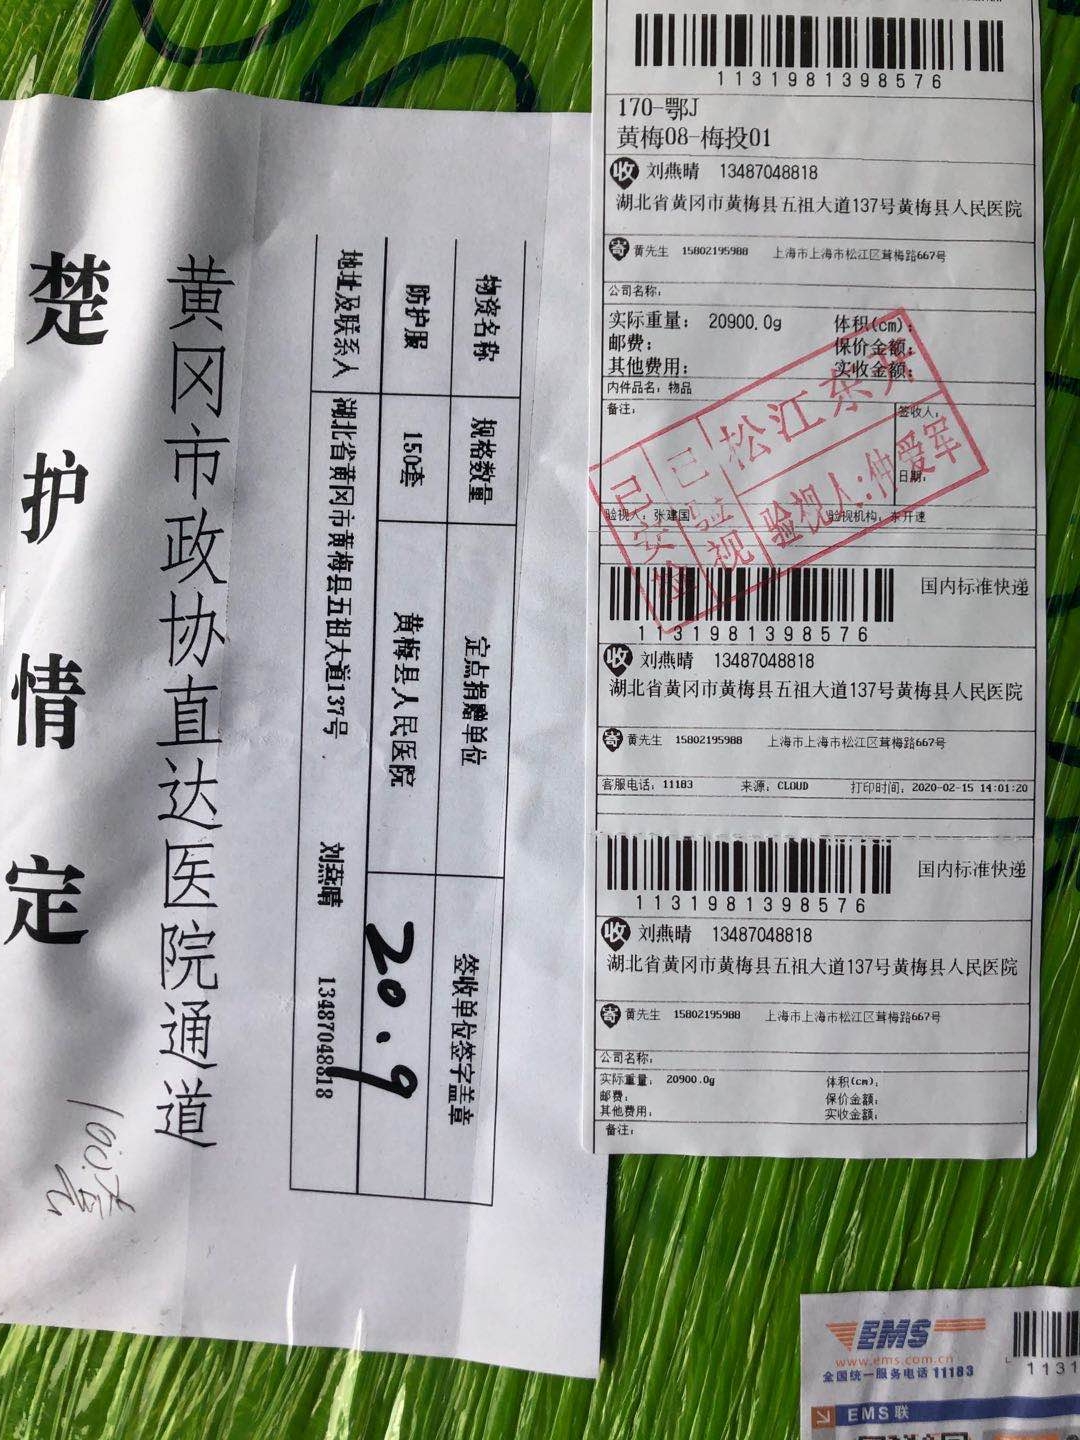 楚护情定
黄冈市政协直达医院通道
物资名称 规格数量 定点捐赠单位 签收单位签字盖章
防护服 150套 黄梅县人民医院 20.9
地址及联系人 湖北省黄冈市黄梅县五祖大道137号. 刘燕晴 13487048818
100套
1131981398576
170-鄂J
黄梅08-梅投01
收 刘燕晴 13487048818
湖北省黄冈市黄梅县五祖大道137号黄梅县人民医院
寄 黄先生 15802195988 上海市上海市松江区茸梅路667号
公司名称:
实际重量: 20900.0g 体积(cm):
邮费: 保价金额:
其他费用: 实收金额:
内件品名: 物品
备注: 签收人:
日期:
验视人: 张建国 验视机构: 东开速
已安检 已验视 松江东开
验视人:仲爱军
国内标准快递
1131981398576
收 刘燕晴 13487048818
湖北省黄冈市黄梅县五祖大道137号黄梅县人民医院
寄 黄先生 15802195988 上海市上海市松江区茸梅路667号
客服电话: 11183 来源: CLOUD 打印时间: 2020-02-15 14:01:20
国内标准快递
1131981398576
收 刘燕晴 13487048818
湖北省黄冈市黄梅县五祖大道137号黄梅县人民医院
寄 黄先生 15802195988 上海市上海市松江区茸梅路667号
公司名称:
实际重量: 20900.0g 体积(cm):
邮费: 保价金额:
其他费用: 实收金额:
备注:
EMS
www.ems.com.cn
全国统一服务电话 11183
1131
EMS 联